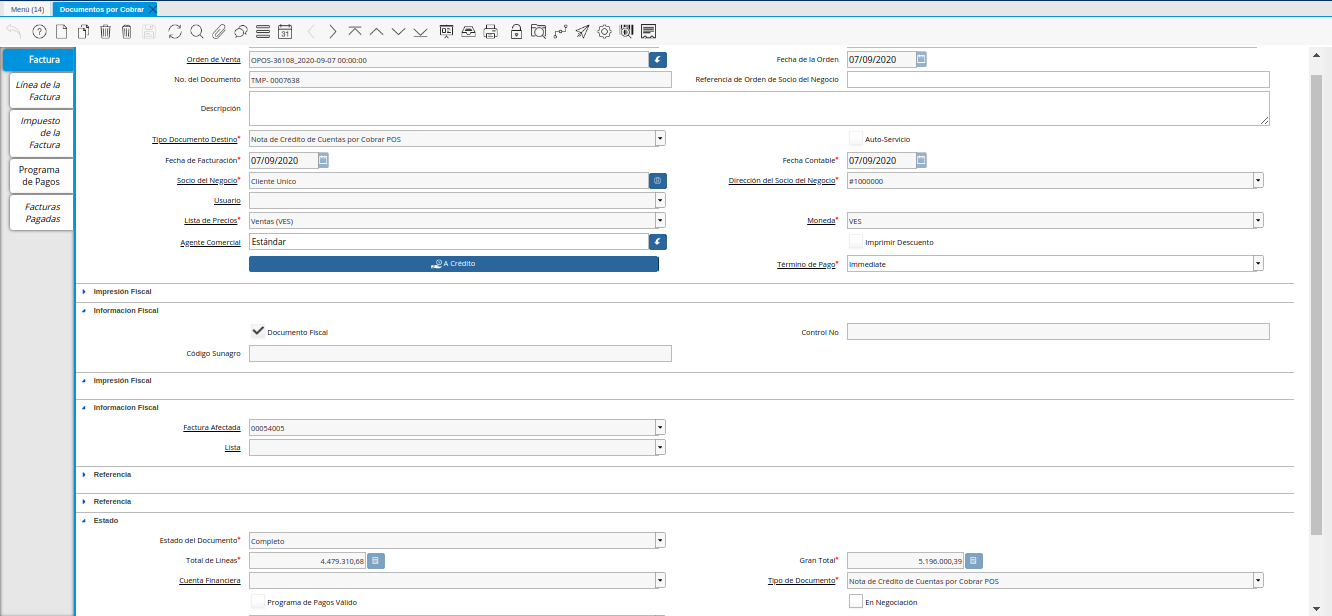 Menú (14)
Documentos por Cobrar
31
Factura
Línea de la
Factura
Impuesto
de la
Factura
Programa
de Pagos
Facturas
Pagadas
Orden de Venta OPOS-36108_2020-09-07 00:00:00 Fecha de la Orden 07/09/2020
No. del Documento TMP- 0007638 Referencia de Orden de Socio del Negocio
Descripción
Tipo Documento Destino* Nota de Crédito de Cuentas por Cobrar POS Auto-Servicio
Fecha de Facturación* 07/09/2020 Fecha Contable* 07/09/2020
Socio del Negocio* Cliente Unico Dirección del Socio del Negocio* #1000000
Usuario
Lista de Precios* Ventas (VES) Moneda* VES
Agente Comercial Estándar Imprimir Descuento
A Crédito Término de Pago* Immediate
Impresión Fiscal
Informacion Fiscal
Documento Fiscal Control No
Código Sunagro
Impresión Fiscal
Informacion Fiscal
Factura Afectada 00054005
Lista
Referencia
Referencia
Estado
Estado del Documento* Completo
Total de Líneas* 4.479.310,68 Gran Total* 5.196.000,39
Cuenta Financiera Tipo de Documento* Nota de Crédito de Cuentas por Cobrar POS
Programa de Pagos Válido En Negociación